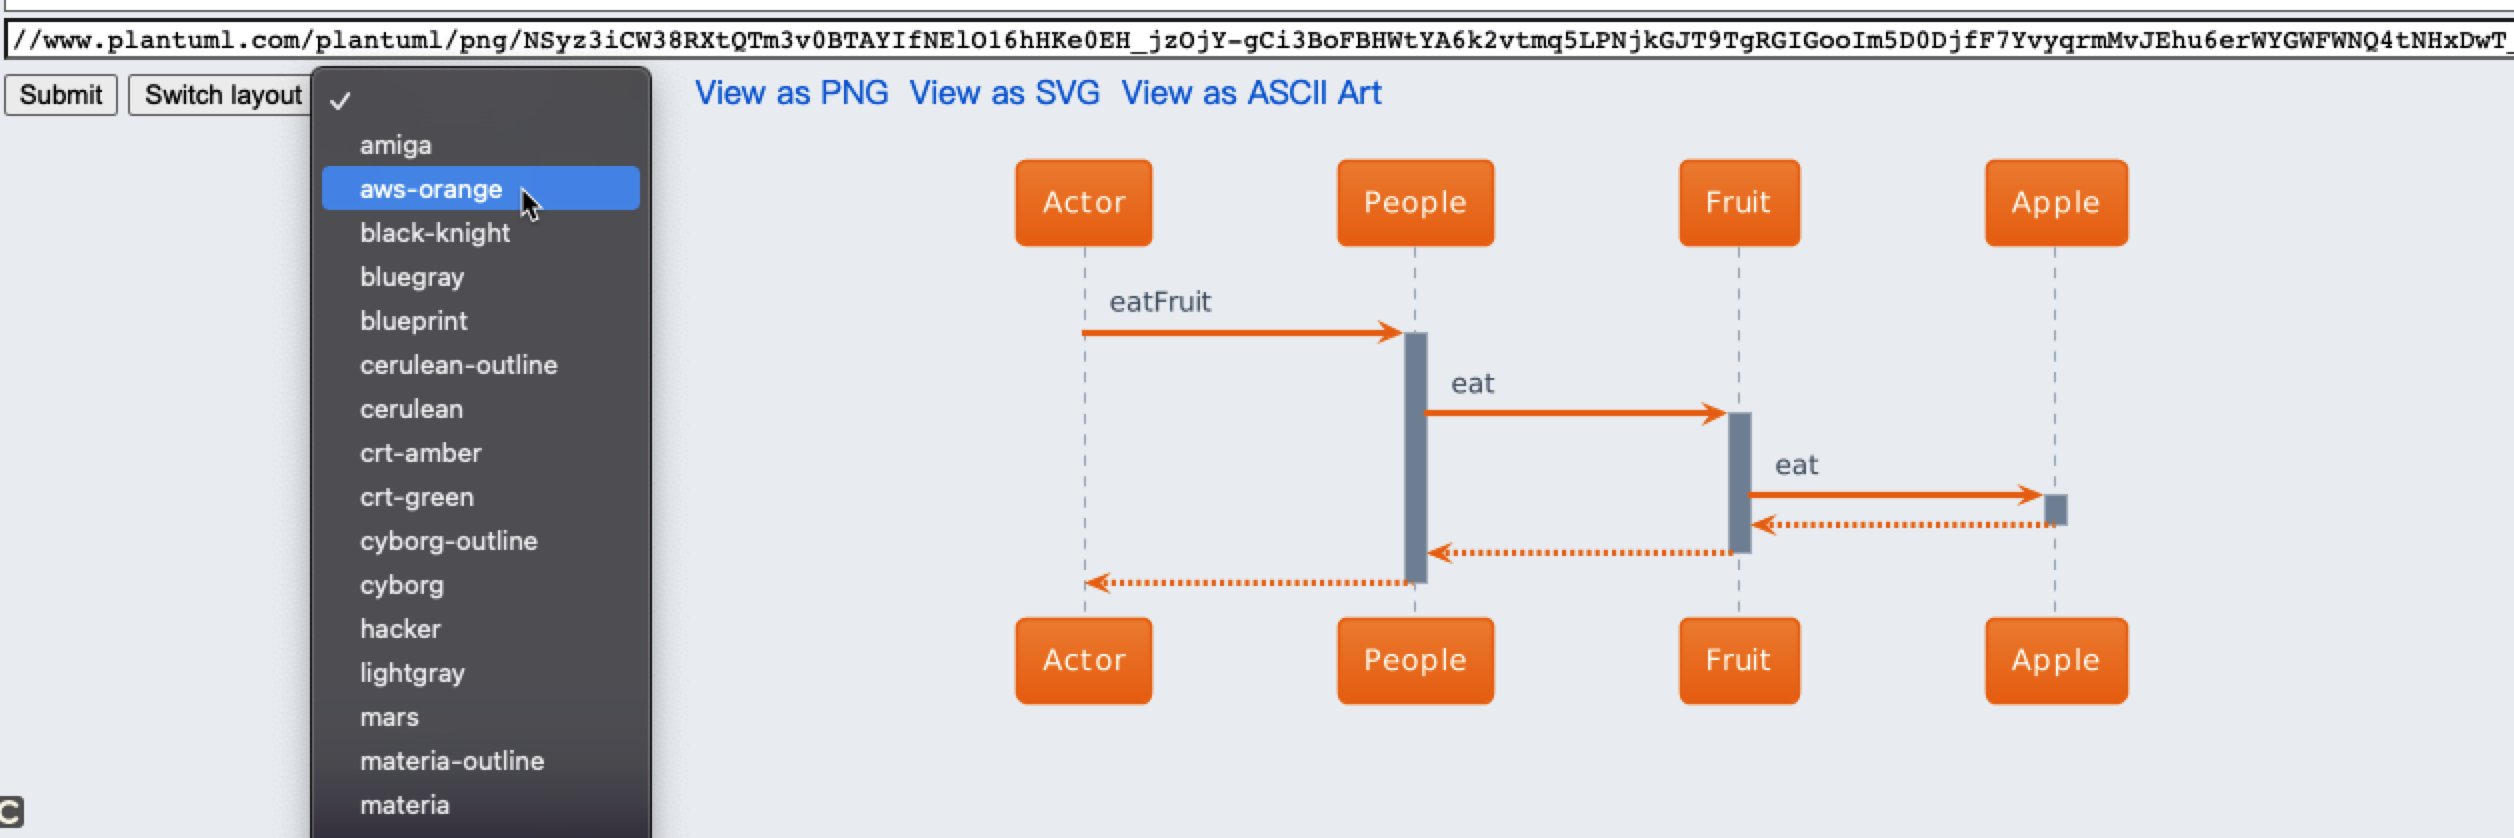 //www.plantuml.com/plantuml/png/NSyz3iCW38RXtQTm3v0BTAYIfNElO16hHKe0EH_jzOjY-gCi3BoFBHWtYA6k2vtmq5LPNjkGJT9TgRGIGooIm5D0DjfF7YvyqrmMvJEhu6erWYGWFWNQ4tNHxDwT_
Submit Switch layout View as PNG View as SVG View as ASCII Art
amiga
aws-orange
black-knight
bluegray
blueprint
cerulean-outline
cerulean
crt-amber
crt-green
cyborg-outline
cyborg
hacker
lightgray
mars
materia-outline
materia
Actor People Fruit Apple
eatFruit
eat
eat
Actor People Fruit Apple
C